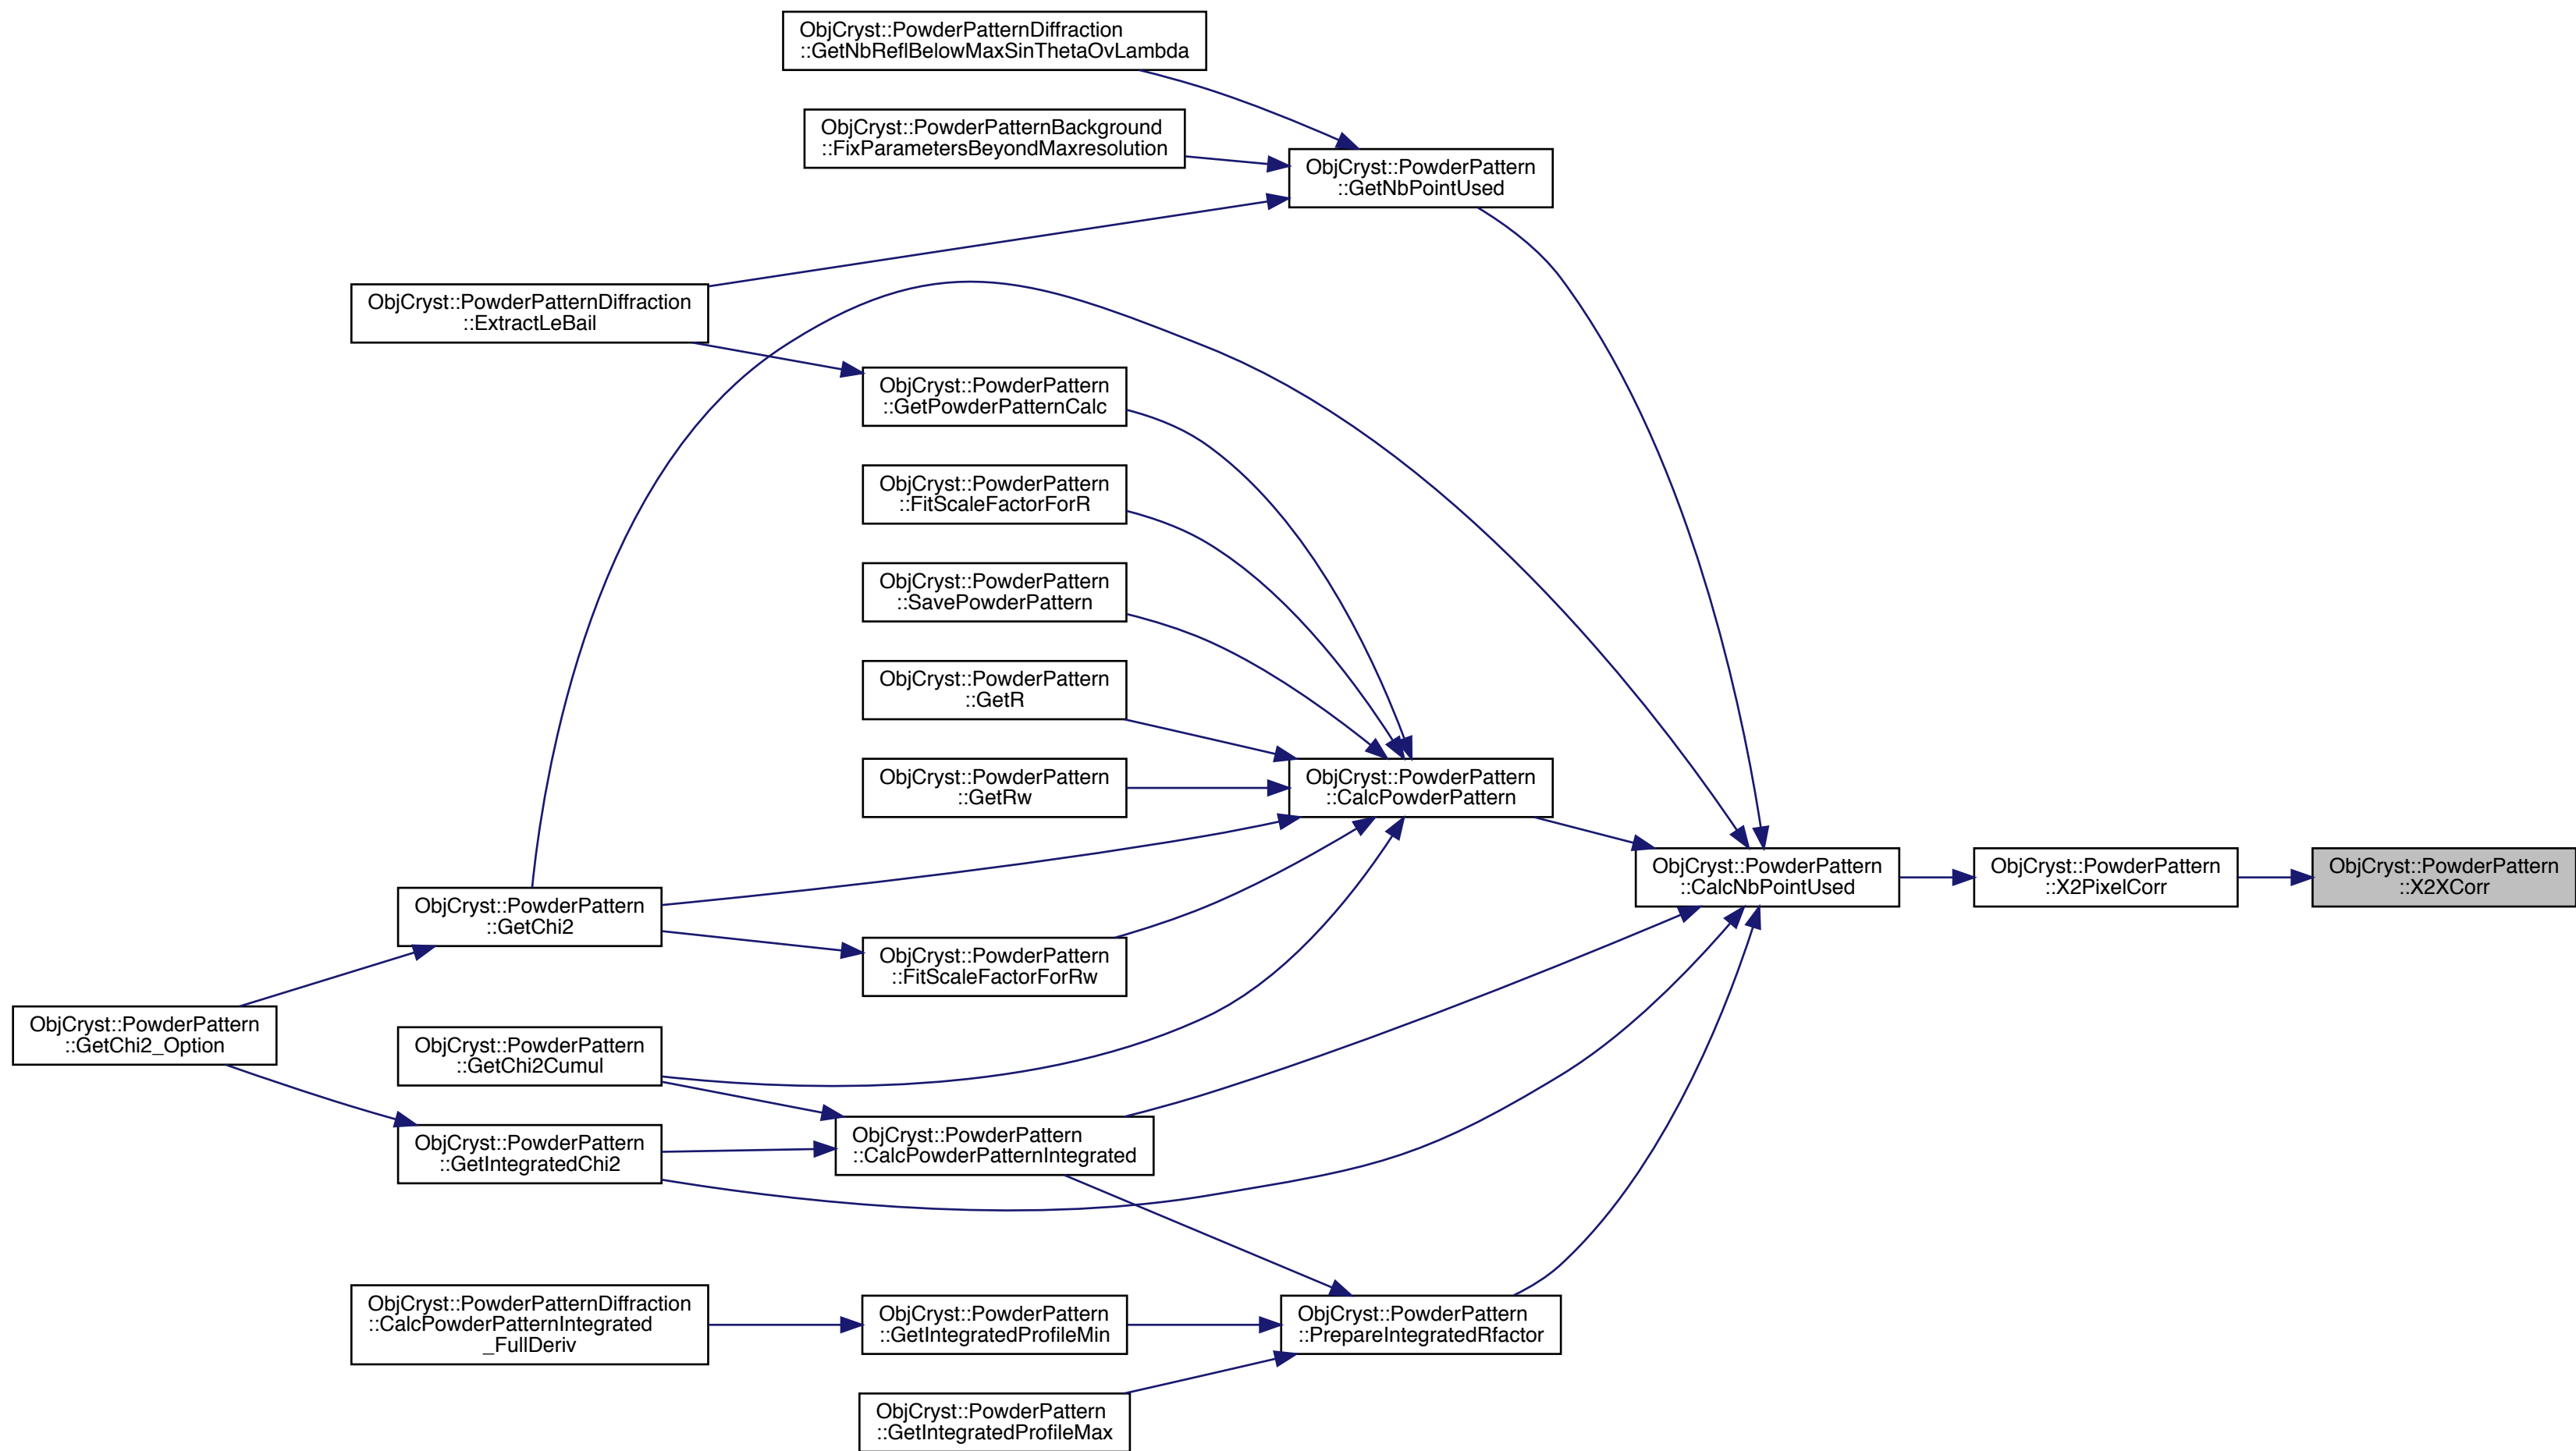 ObjCryst::PowderPatternDiffraction
::GetNbReflBelowMaxSinThetaOvLambda
ObjCryst::PowderPatternBackground
::FixParametersBeyondMaxresolution
ObjCryst::PowderPattern
::GetNbPointUsed
ObjCryst::PowderPatternDiffraction
::ExtractLeBail
ObjCryst::PowderPattern
::GetPowderPatternCalc
ObjCryst::PowderPattern
::FitScaleFactorForR
ObjCryst::PowderPattern
::SavePowderPattern
ObjCryst::PowderPattern
::GetR
ObjCryst::PowderPattern
::GetRw
ObjCryst::PowderPattern
::CalcPowderPattern
ObjCryst::PowderPattern
::CalcNbPointUsed
ObjCryst::PowderPattern
::X2PixelCorr
ObjCryst::PowderPattern
::X2XCorr
ObjCryst::PowderPattern
::GetChi2
ObjCryst::PowderPattern
::FitScaleFactorForRw
ObjCryst::PowderPattern
::GetChi2_Option
ObjCryst::PowderPattern
::GetChi2Cumul
ObjCryst::PowderPattern
::GetIntegratedChi2
ObjCryst::PowderPattern
::CalcPowderPatternIntegrated
ObjCryst::PowderPatternDiffraction
::CalcPowderPatternIntegrated
_FullDeriv
ObjCryst::PowderPattern
::GetIntegratedProfileMin
ObjCryst::PowderPattern
::PrepareIntegratedRfactor
ObjCryst::PowderPattern
::GetIntegratedProfileMax